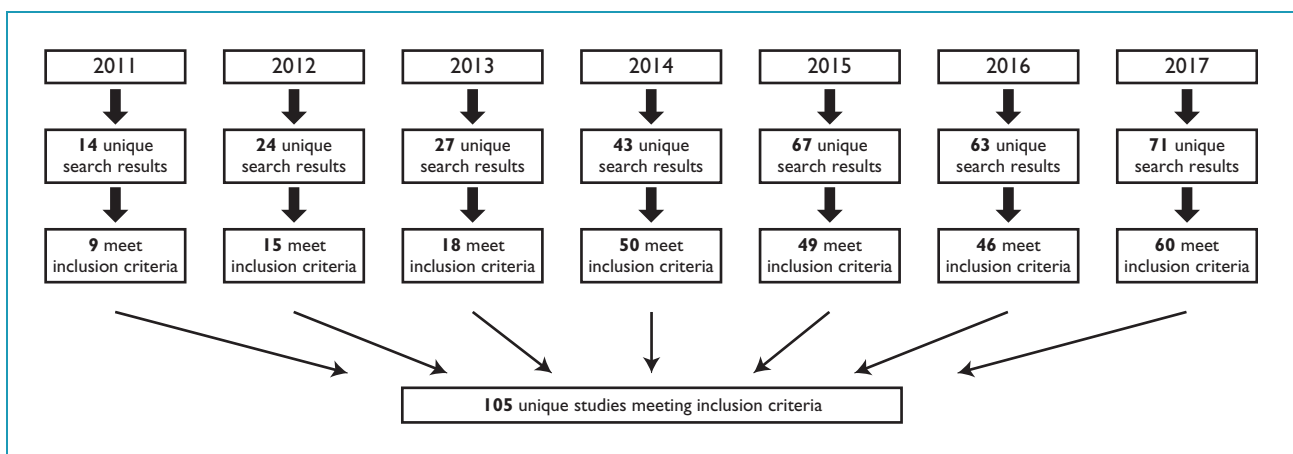 2011
2012
2013
2014
2015
2016
2017
14 unique
search results
24 unique
search results
27 unique
search results
43 unique
search results
67 unique
search results
63 unique
search results
71 unique
search results
9 meet
inclusion criteria
15 meet
inclusion criteria
18 meet
inclusion criteria
50 meet
inclusion criteria
49 meet
inclusion criteria
46 meet
inclusion criteria
60 meet
inclusion criteria
105 unique studies meeting inclusion criteria